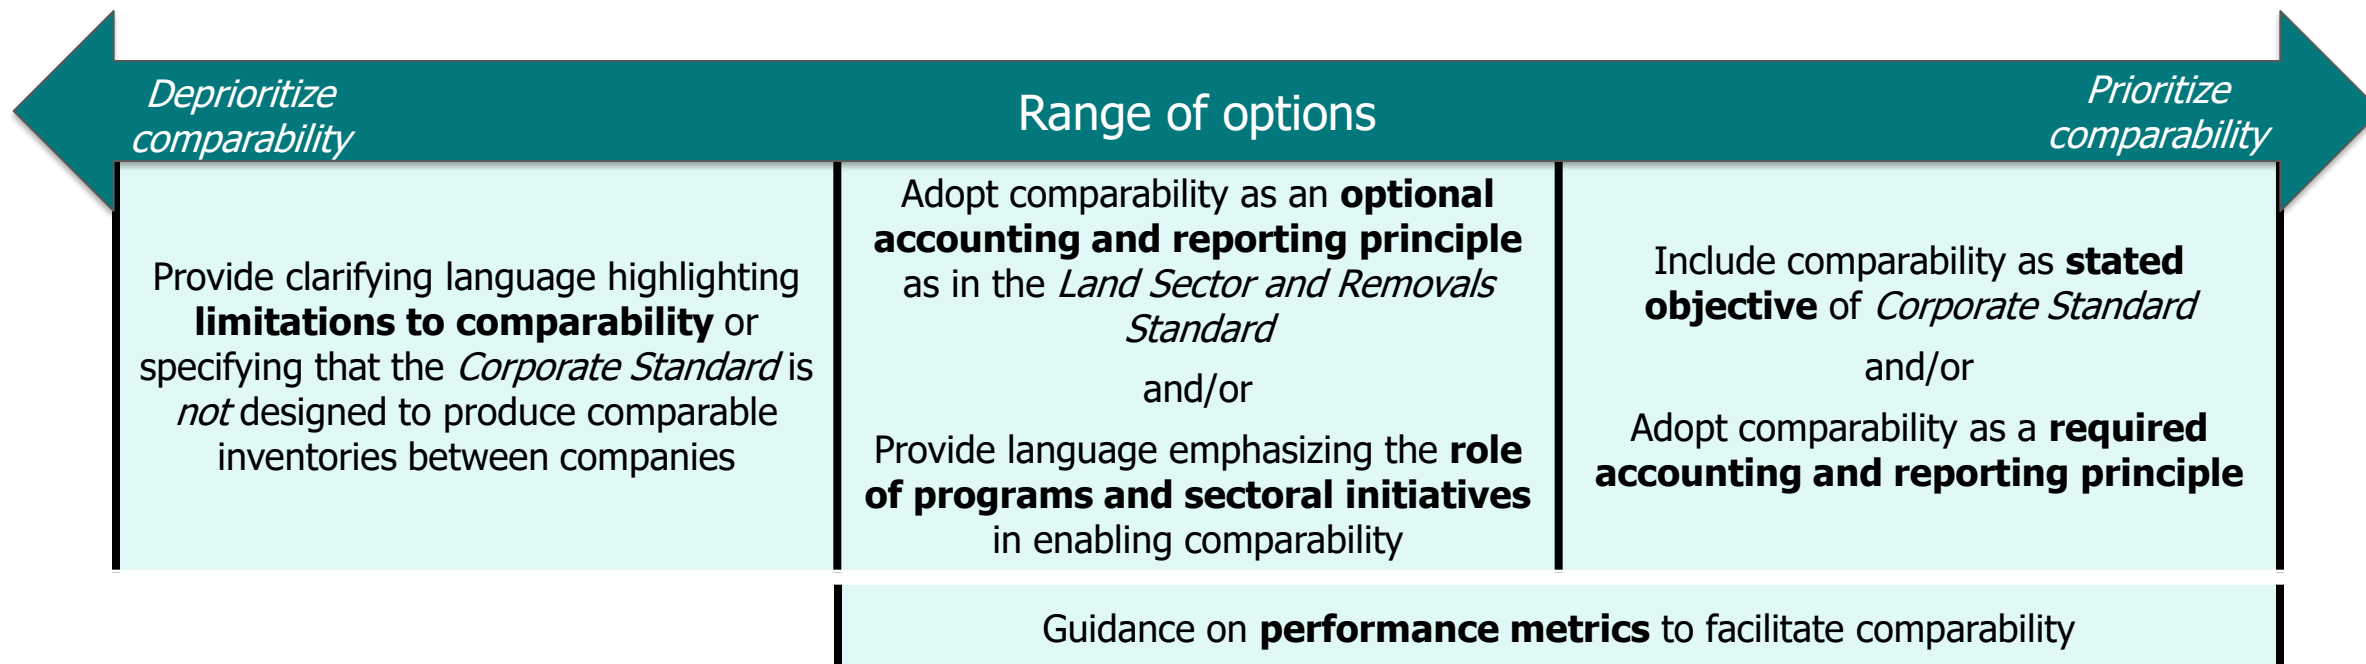 Deprioritize
comparability
Range of options
Prioritize
comparability
Provide clarifying language highlighting
limitations to comparability or
specifying that the Corporate Standard is
not designed to produce comparable
inventories between companies
Adopt comparability as an optional
accounting and reporting principle
as in the Land Sector and Removals
Standard
and/or
Provide language emphasizing the role
of programs and sectoral initiatives
in enabling comparability
Include comparability as stated
objective of Corporate Standard
and/or
Adopt comparability as a required
accounting and reporting principle
Guidance on performance metrics to facilitate comparability